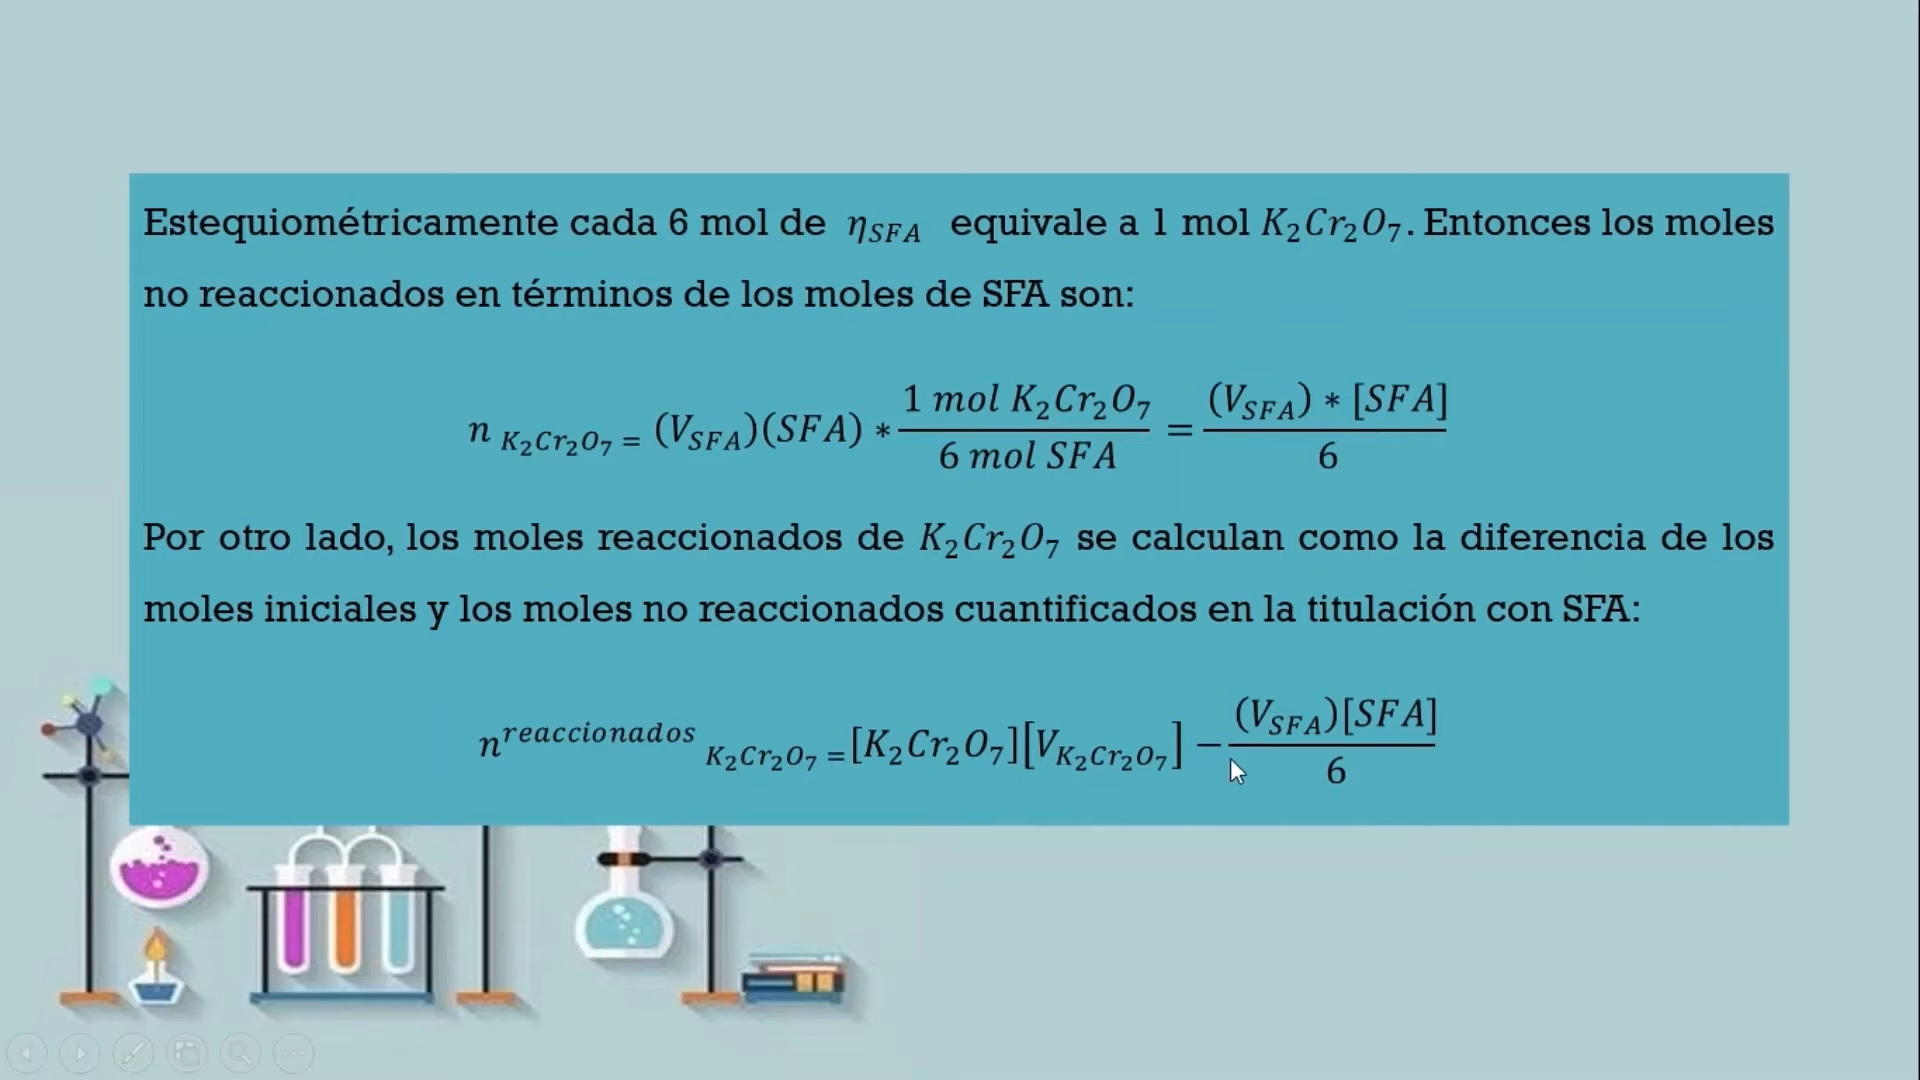 Estequiométricamente cada 6 mol de η_SFA equivale a 1 mol K₂Cr₂O₇. Entonces los moles
no reaccionados en términos de los moles de SFA son:
n K₂Cr₂O₇ = (V_SFA)(SFA) * (1 mol K₂Cr₂O₇)/(6 mol SFA) = ((V_SFA) * [SFA])/6
Por otro lado, los moles reaccionados de K₂Cr₂O₇ se calculan como la diferencia de los
moles iniciales y los moles no reaccionados cuantificados en la titulación con SFA:
n^reaccionados K₂Cr₂O₇ = [K₂Cr₂O₇][V_K₂Cr₂O₇] − ((V_SFA)[SFA])/6